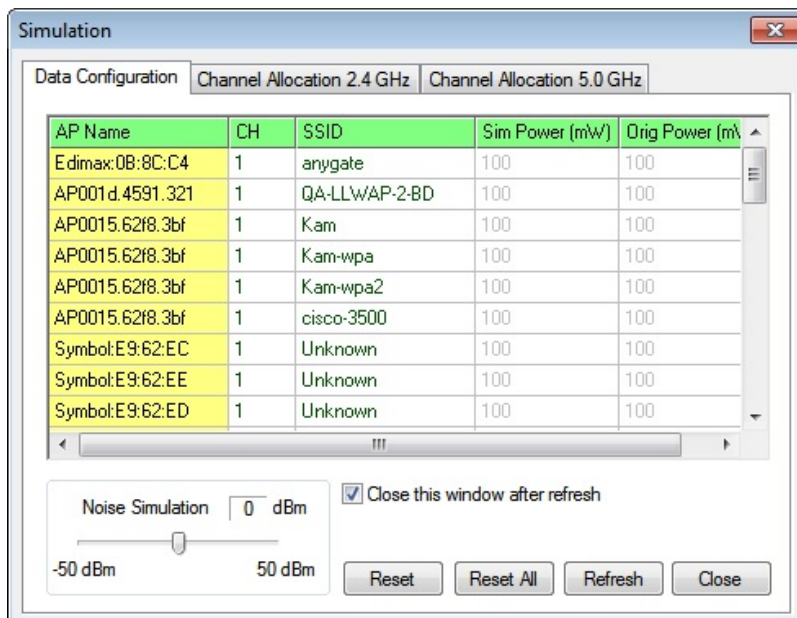 Simulation
Data Configuration Channel Allocation 2.4 GHz Channel Allocation 5.0 GHz
AP Name CH SSID Sim Power (mW) Orig Power (mW
Edimax:0B:8C:C4 1 anygate 100 100
AP001d.4591.321 1 QA-LLWAP-2-BD 100 100
AP0015.62f8.3bf 1 Kam 100 100
AP0015.62f8.3bf 1 Kam-wpa 100 100
AP0015.62f8.3bf 1 Kam-wpa2 100 100
AP0015.62f8.3bf 1 cisco-3500 100 100
Symbol:E9:62:EC 1 Unknown 100 100
Symbol:E9:62:EE 1 Unknown 100 100
Symbol:E9:62:ED 1 Unknown 100 100
Close this window after refresh
Noise Simulation 0 dBm
-50 dBm 50 dBm
Reset Reset All Refresh Close